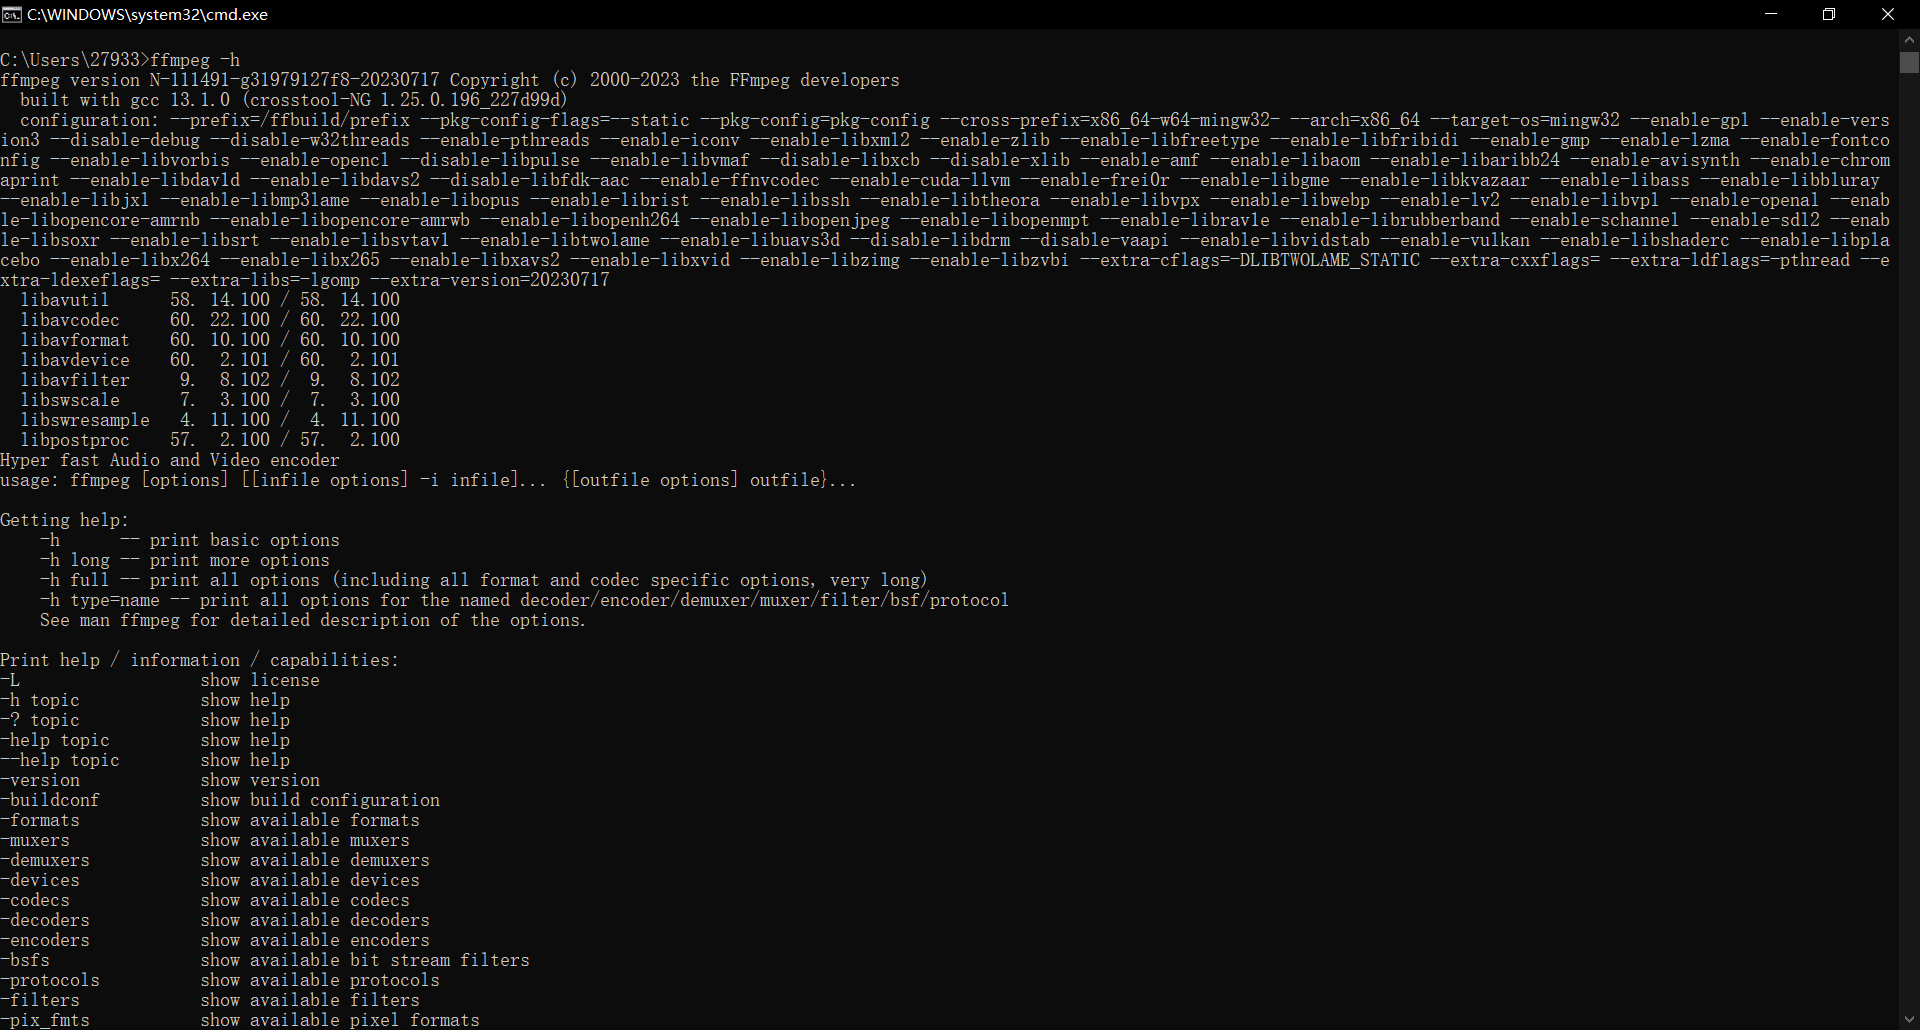 C:\WINDOWS\system32\cmd.exe
C:\Users\27933>ffmpeg -h
ffmpeg version N-111491-g31979127f8-20230717 Copyright (c) 2000-2023 the FFmpeg developers
  built with gcc 13.1.0 (crosstool-NG 1.25.0.196_227d99d)
  configuration: --prefix=/ffbuild/prefix --pkg-config-flags=--static --pkg-config=pkg-config --cross-prefix=x86_64-w64-mingw32- --arch=x86_64 --target-os=mingw32 --enable-gpl --enable-vers
ion3 --disable-debug --disable-w32threads --enable-pthreads --enable-iconv --enable-libxml2 --enable-zlib --enable-libfreetype --enable-libfribidi --enable-gmp --enable-lzma --enable-fontco
nfig --enable-libvorbis --enable-opencl --disable-libpulse --enable-libvmaf --disable-libxcb --disable-xlib --enable-amf --enable-libaom --enable-libaribb24 --enable-avisynth --enable-chrom
aprint --enable-libdav1d --enable-libdavs2 --disable-libfdk-aac --enable-ffnvcodec --enable-cuda-llvm --enable-frei0r --enable-libgme --enable-libkvazaar --enable-libass --enable-libbluray
--enable-libjxl --enable-libmp3lame --enable-libopus --enable-librist --enable-libssh --enable-libtheora --enable-libvpx --enable-libwebp --enable-lv2 --enable-libvpl --enable-openal --enab
le-libopencore-amrnb --enable-libopencore-amrwb --enable-libopenh264 --enable-libopenjpeg --enable-libopenmpt --enable-librav1e --enable-librubberband --enable-schannel --enable-sdl2 --enab
le-libsoxr --enable-libsrt --enable-libsvtav1 --enable-libtwolame --enable-libuavs3d --disable-libdrm --disable-vaapi --enable-libvidstab --enable-vulkan --enable-libshaderc --enable-libpla
cebo --enable-libx264 --enable-libx265 --enable-libxavs2 --enable-libxvid --enable-libzimg --enable-libzvbi --extra-cflags=-DLIBTWOLAME_STATIC --extra-cxxflags= --extra-ldflags=-pthread --e
xtra-ldexeflags= --extra-libs=-lgomp --extra-version=20230717
  libavutil      58. 14.100 / 58. 14.100
  libavcodec     60. 22.100 / 60. 22.100
  libavformat    60. 10.100 / 60. 10.100
  libavdevice    60.  2.101 / 60.  2.101
  libavfilter     9.  8.102 /  9.  8.102
  libswscale      7.  3.100 /  7.  3.100
  libswresample   4. 11.100 /  4. 11.100
  libpostproc    57.  2.100 / 57.  2.100
Hyper fast Audio and Video encoder
usage: ffmpeg [options] [[infile options] -i infile]... {[outfile options] outfile}...
Getting help:
    -h      -- print basic options
    -h long -- print more options
    -h full -- print all options (including all format and codec specific options, very long)
    -h type=name -- print all options for the named decoder/encoder/demuxer/muxer/filter/bsf/protocol
    See man ffmpeg for detailed description of the options.
Print help / information / capabilities:
-L                  show license
-h topic            show help
-? topic            show help
-help topic         show help
--help topic        show help
-version            show version
-buildconf          show build configuration
-formats            show available formats
-muxers             show available muxers
-demuxers           show available demuxers
-devices            show available devices
-codecs             show available codecs
-decoders           show available decoders
-encoders           show available encoders
-bsfs               show available bit stream filters
-protocols          show available protocols
-filters            show available filters
-pix_fmts           show available pixel formats